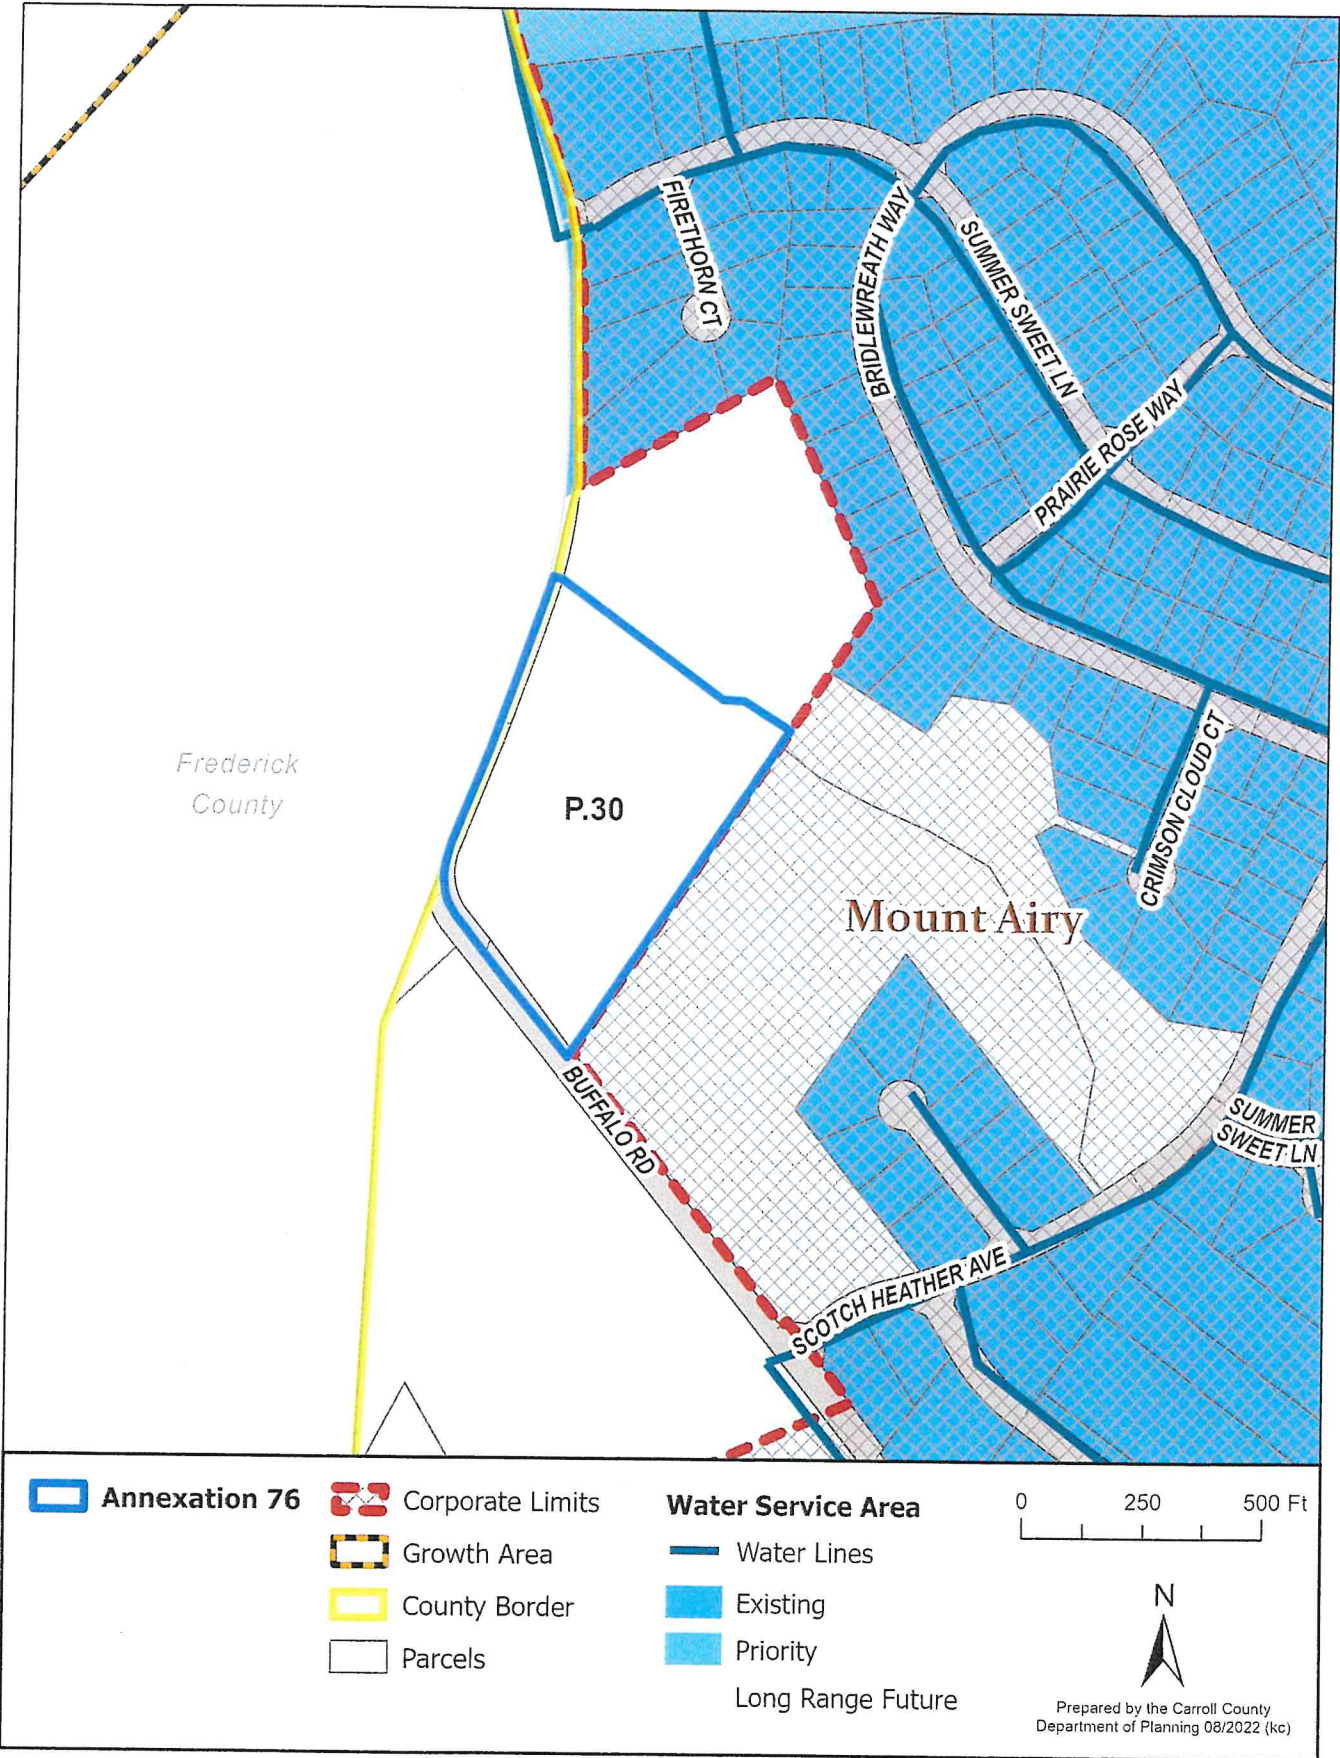 FIRETHORN CT
BRIDLEWREATH WAY
SUMMER SWEET LN
PRAIRIE ROSE WAY
Frederick
County
P.30
CRIMSON CLOUD CT
Mount Airy
BUFFALO RD
SUMMER
SWEET LN
SCOTCH HEATHER AVE
Annexation 76
Corporate Limits
Growth Area
County Border
Parcels
Water Service Area
Water Lines
Existing
Priority
Long Range Future
0 250 500 Ft
N
Prepared by the Carroll County
Department of Planning 08/2022 (kc)